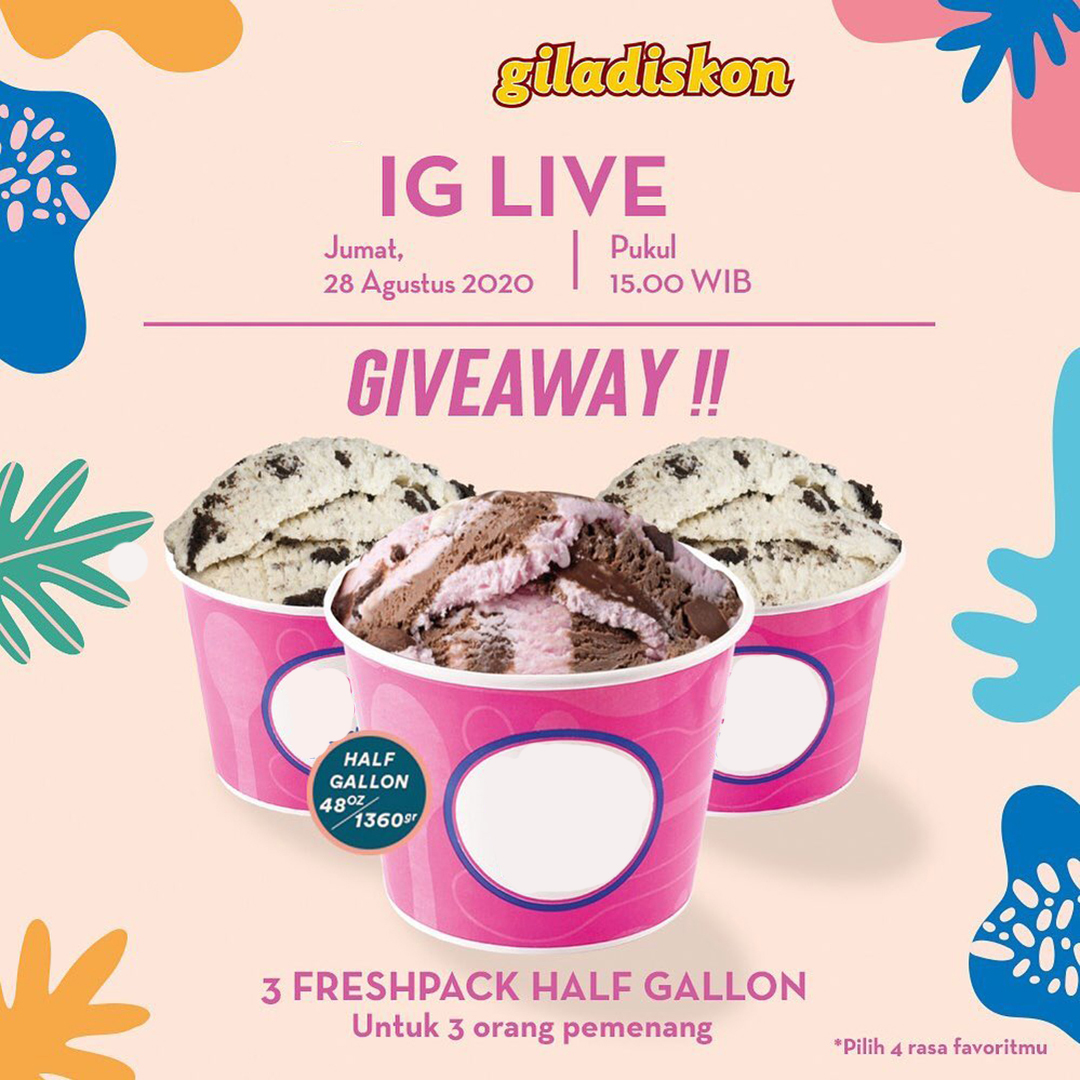 giladiskon
IG LIVE
Jumat,
28 Agustus 2020
Pukul
15.00 WIB
GIVEAWAY !!
HALF
GALLON
48oz/
1360gr
3 FRESHPACK HALF GALLON
Untuk 3 orang pemenang
*Pilih 4 rasa favoritmu